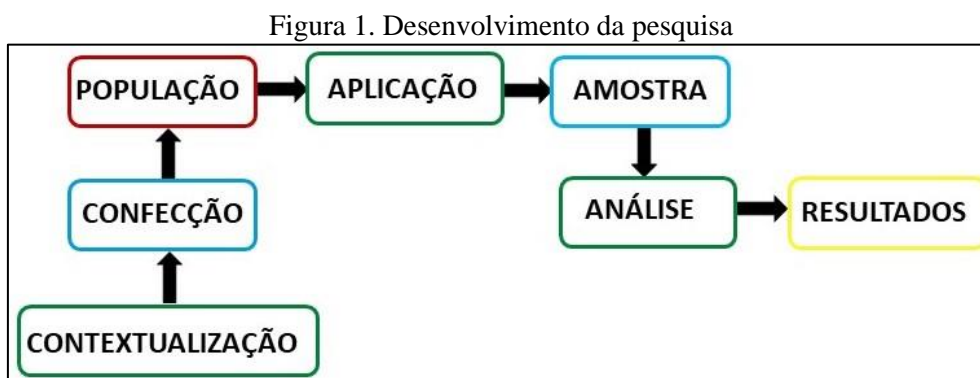 Figura 1. Desenvolvimento da pesquisa
POPULAÇÃO
APLICAÇÃO
AMOSTRA
CONFECÇÃO
ANÁLISE
RESULTADOS
CONTEXTUALIZAÇÃO